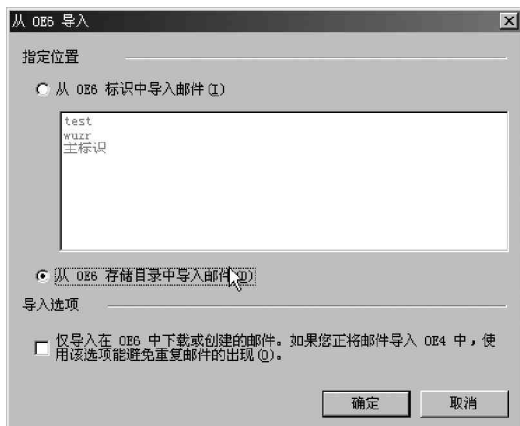 从 OE6 导入
指定位置
从 OE6 标识中导入邮件(I)
test
wuzr
主标识
从 OE6 存储目录中导入邮件(D)
导入选项
仅导入在 OE6 中下载或创建的邮件。如果您正将邮件导入 OE4 中，使
用该选项能避免重复邮件的出现(O)。
确定
取消